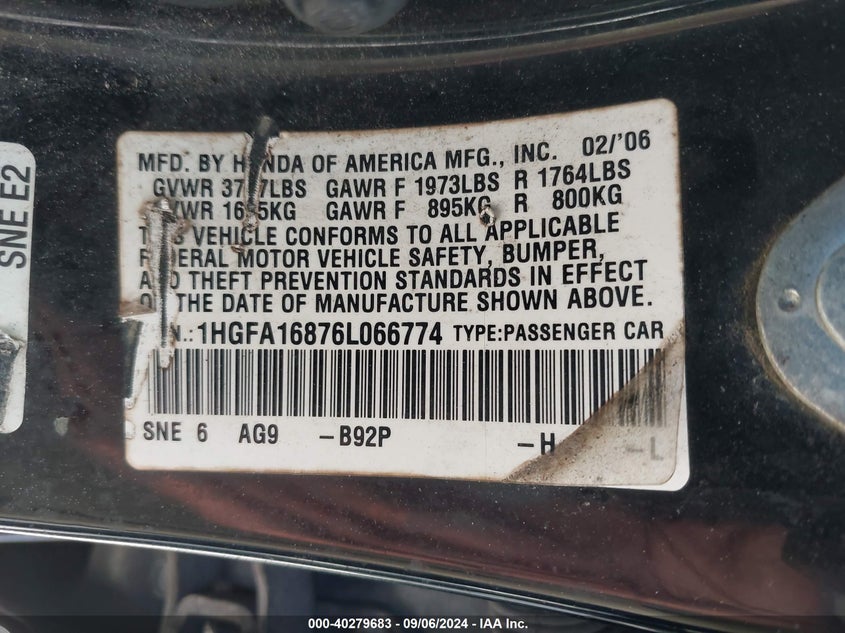 SNE E2
MFD. BY HONDA OF AMERICA MFG., INC. 02/'06
GAWR F 1973LBS R 1764LBS
GAWR F 895KG R 800KG
VEHICLE CONFORMS TO ALL APPLICABLE
MOTOR VEHICLE SAFETY, BUMPER,
THEFT PREVENTION STANDARDS IN EFFECT
THE DATE OF MANUFACTURE SHOWN ABOVE.
1HGFA16876L066774 TYPE:PASSENGER CAR
SNE 6 AG9 -B92P -H -L
000-40279683 - 09/06/2024 - IAA Inc.